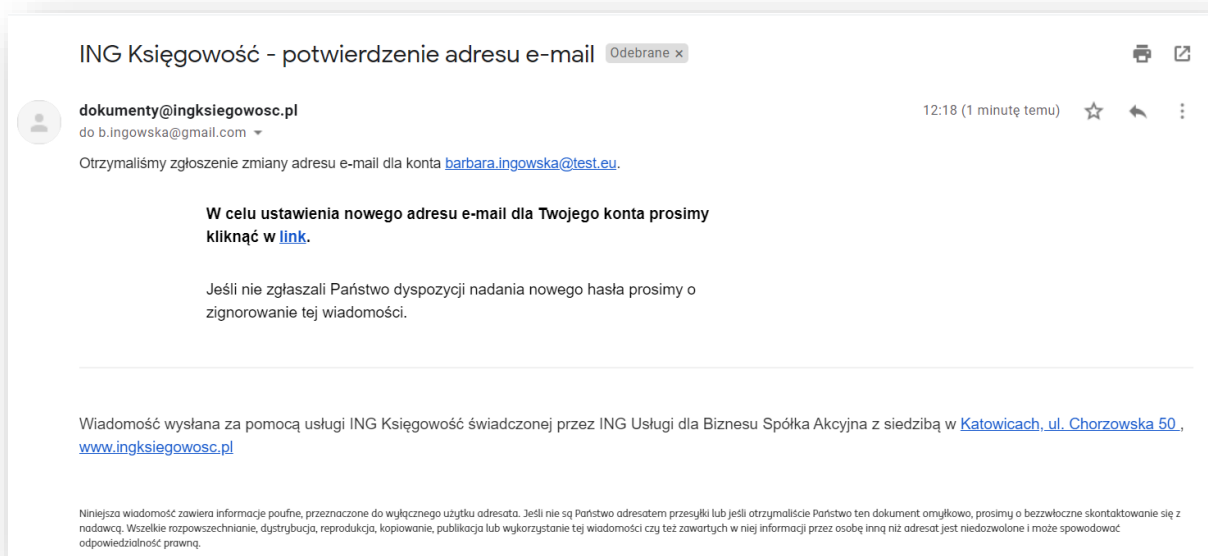 ING Księgowość - potwierdzenie adresu e-mail Odebrane ×
dokumenty@ingksiegowosc.pl 12:18 (1 minutę temu)
do b.ingowska@gmail.com
Otrzymaliśmy zgłoszenie zmiany adresu e-mail dla konta barbara.ingowska@test.eu.
W celu ustawienia nowego adresu e-mail dla Twojego konta prosimy
kliknąć w link.
Jeśli nie zgłaszali Państwo dyspozycji nadania nowego hasła prosimy o
zignorowanie tej wiadomości.
Wiadomość wysłana za pomocą usługi ING Księgowość świadczonej przez ING Usługi dla Biznesu Spółka Akcyjna z siedzibą w Katowicach, ul. Chorzowska 50 ,
www.ingksiegowosc.pl
Niniejsza wiadomość zawiera informacje poufne, przeznaczone do wyłącznego użytku adresata. Jeśli nie są Państwo adresatem przesyłki lub jeśli otrzymaliście Państwo ten dokument omyłkowo, prosimy o bezzwłoczne skontaktowanie się z
nadawcą. Wszelkie rozpowszechnianie, dystrybucja, reprodukcja, kopiowanie, publikacja lub wykorzystanie tej wiadomości czy też zawartych w niej informacji przez osobę inną niż adresat jest niedozwolone i może spowodować
odpowiedzialność prawną.